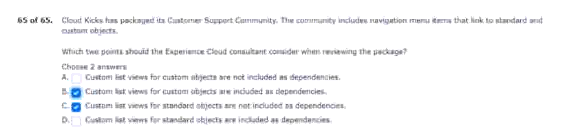 65 of 65. Cloud Kicks has packaged its Customer Support Community. The community includes navigation menu items that link to standard and
custom objects.
Which two points should the Experience Cloud consultant consider when reviewing the package?
Choose 2 answers
A. Custom list views for custom objects are not included as dependencies.
B. Custom list views for custom objects are included as dependencies.
C. Custom list views for standard objects are not included as dependencies.
D. Custom list views for standard objects are included as dependencies.